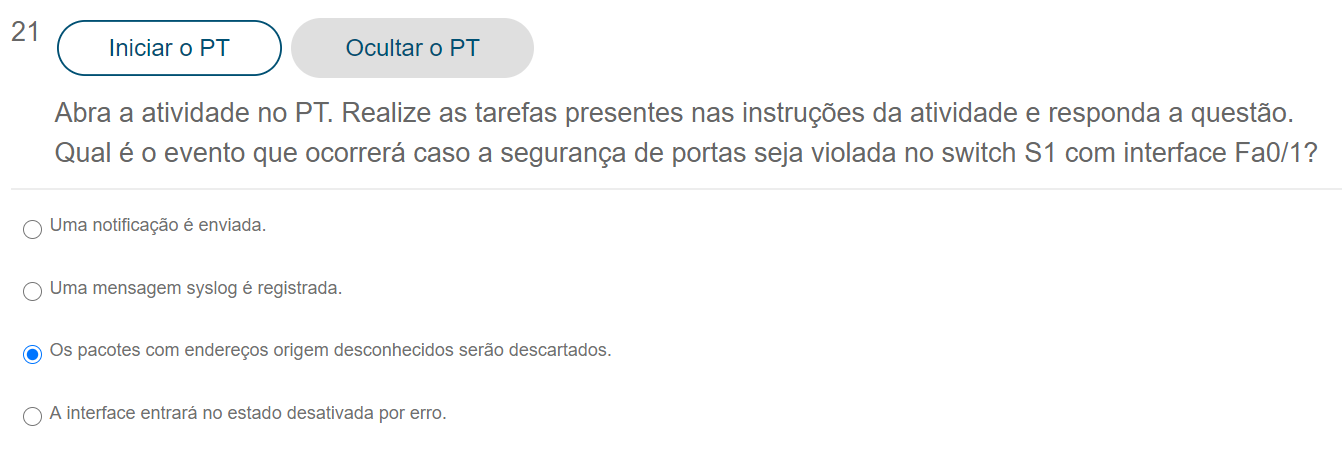 21
Iniciar o PT
Ocultar o PT
Abra a atividade no PT. Realize as tarefas presentes nas instruções da atividade e responda a questão.
Qual é o evento que ocorrerá caso a segurança de portas seja violada no switch S1 com interface Fa0/1?
Uma notificação é enviada.
Uma mensagem syslog é registrada.
Os pacotes com endereços origem desconhecidos serão descartados.
A interface entrará no estado desativada por erro.